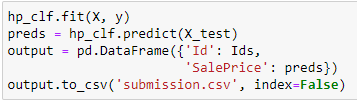 hp_clf.fit(X, y)
preds = hp_clf.predict(X_test)
output = pd.DataFrame({'Id': Ids,
                       'SalePrice': preds})
output.to_csv('submission.csv', index=False)